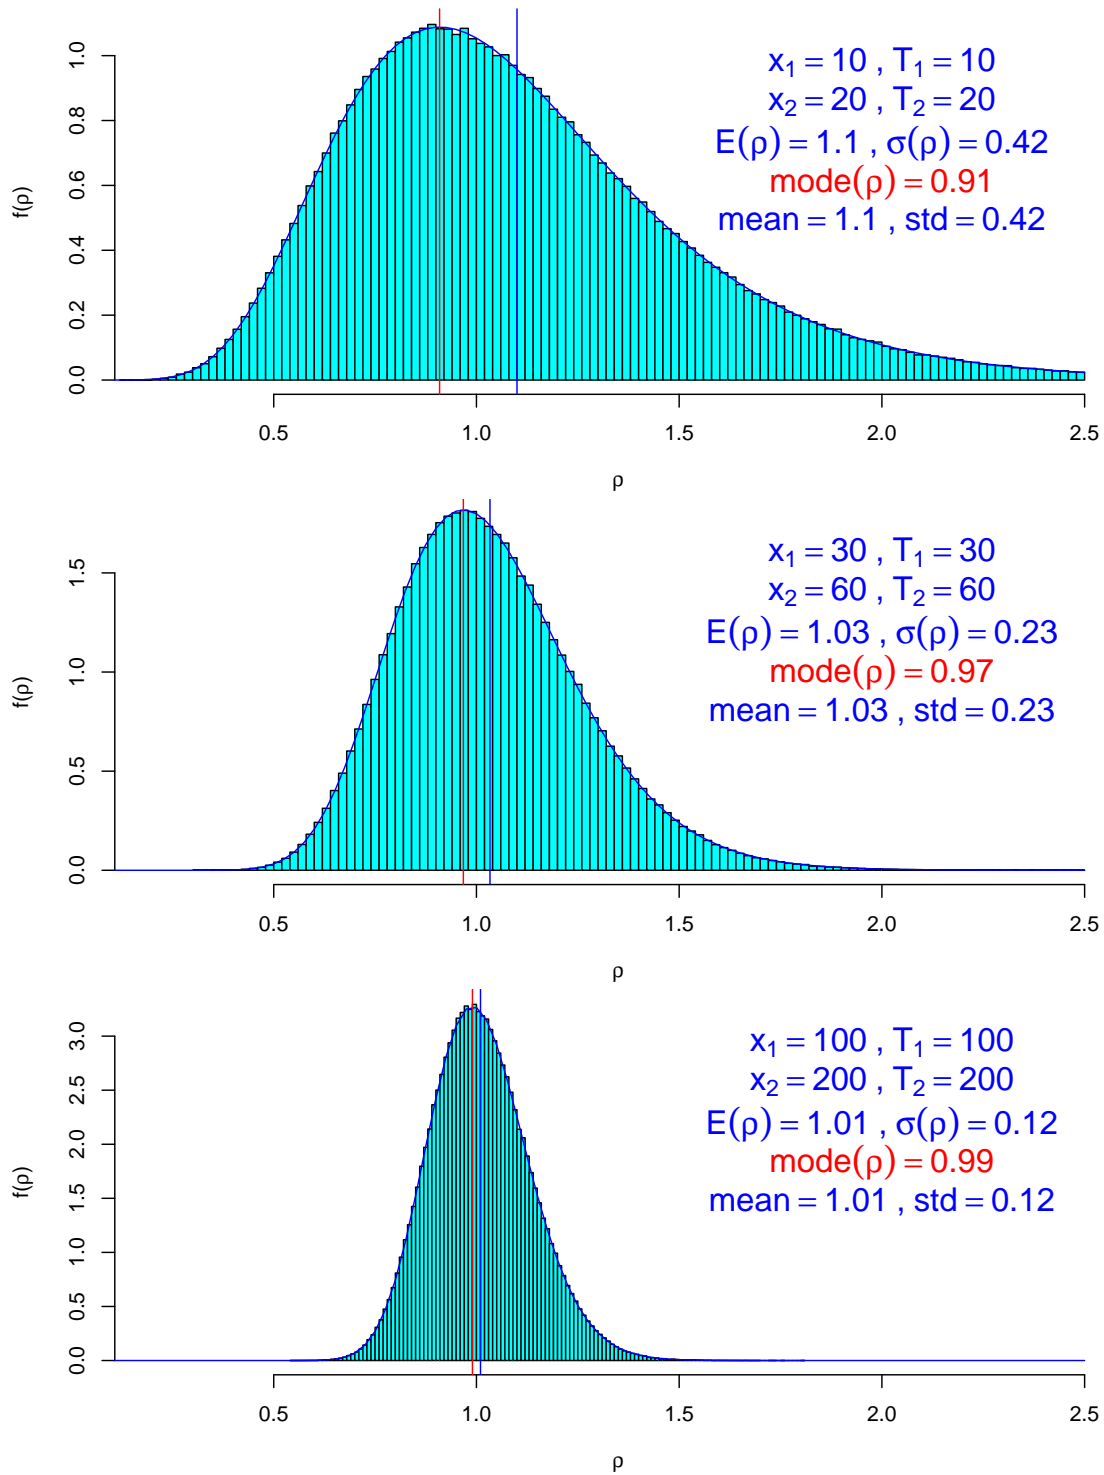 f(ρ)
1.0
0.8
0.6
0.4
0.2
0.0
x₁ = 10 , T₁ = 10
x₂ = 20 , T₂ = 20
E(ρ) = 1.1 , σ(ρ) = 0.42
mode(ρ) = 0.91
mean = 1.1 , std = 0.42
0.5 1.0 1.5 2.0 2.5
ρ
f(ρ)
1.5
1.0
0.5
0.0
x₁ = 30 , T₁ = 30
x₂ = 60 , T₂ = 60
E(ρ) = 1.03 , σ(ρ) = 0.23
mode(ρ) = 0.97
mean = 1.03 , std = 0.23
0.5 1.0 1.5 2.0 2.5
ρ
f(ρ)
3.0
2.5
2.0
1.5
1.0
0.5
0.0
x₁ = 100 , T₁ = 100
x₂ = 200 , T₂ = 200
E(ρ) = 1.01 , σ(ρ) = 0.12
mode(ρ) = 0.99
mean = 1.01 , std = 0.12
0.5 1.0 1.5 2.0 2.5
ρ